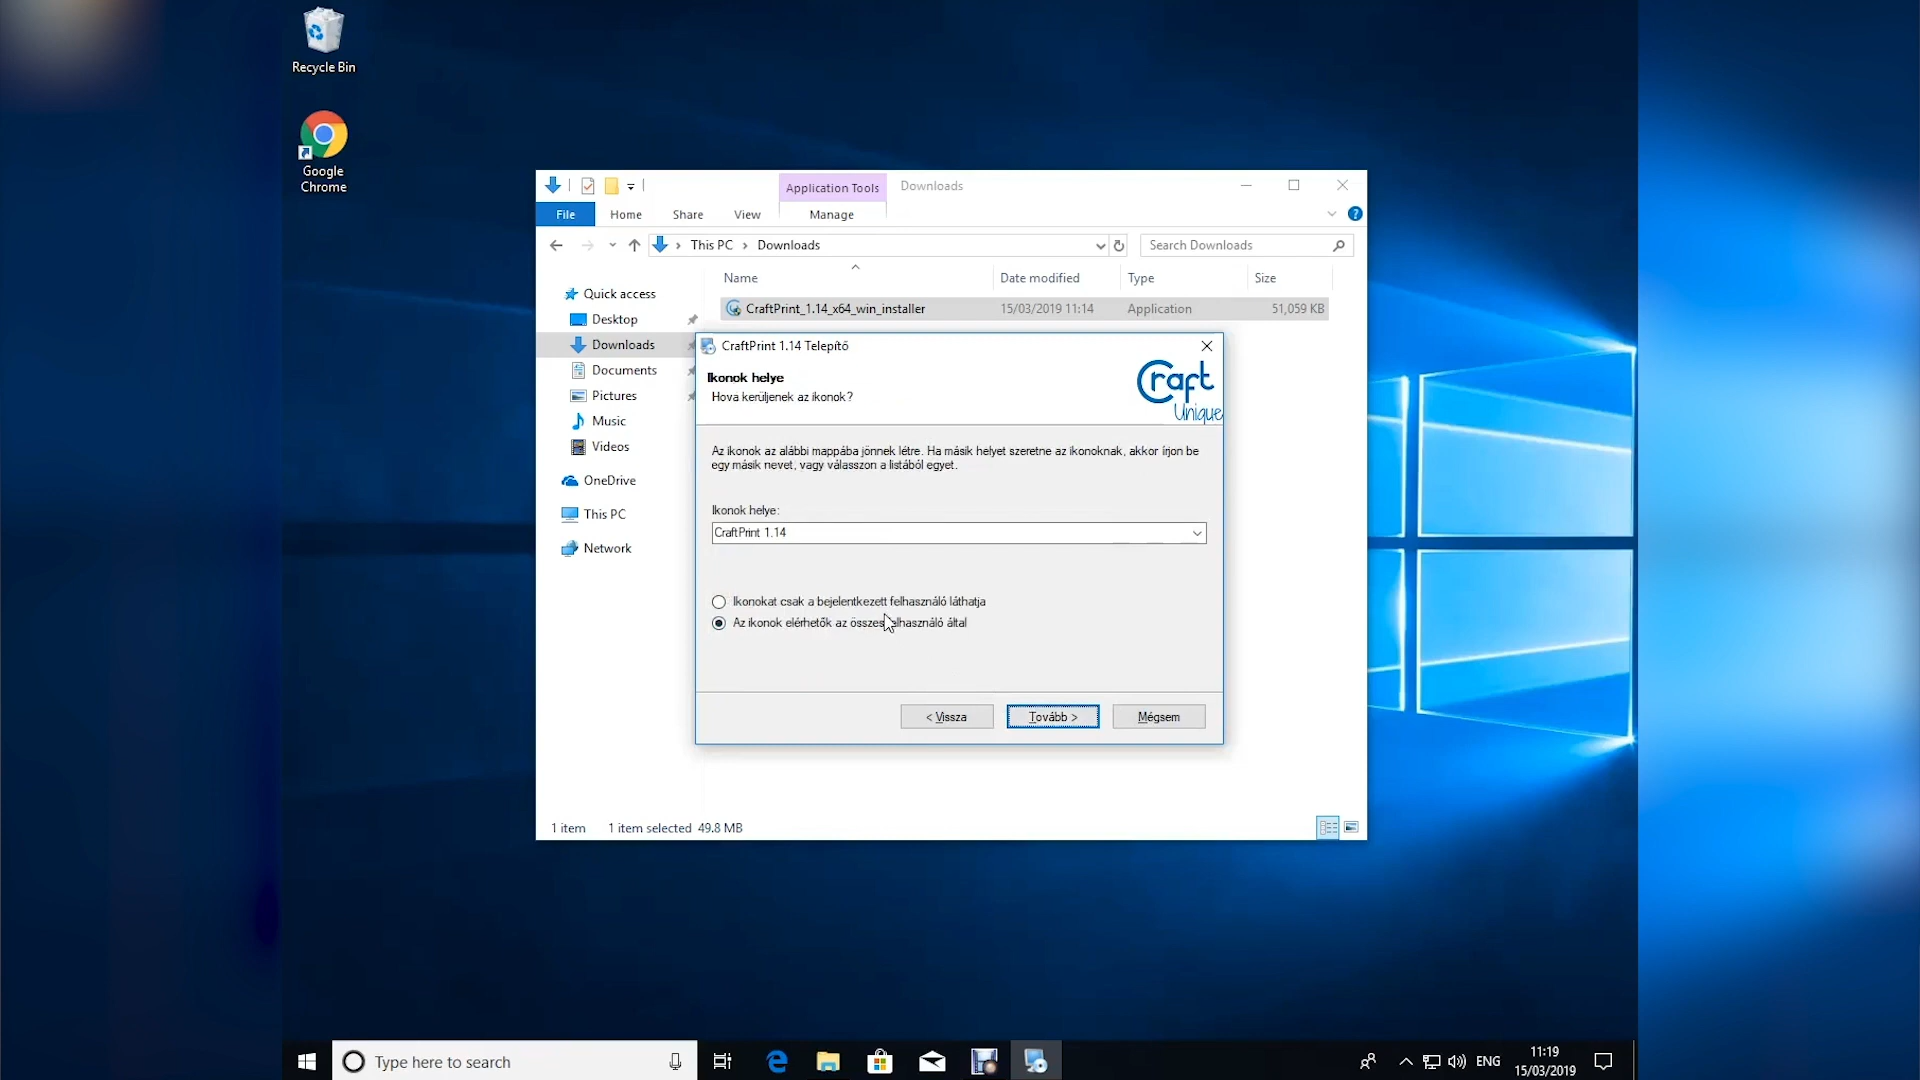 Recycle Bin
Google
Chrome
Application Tools
Downloads
File
Home
Share
View
Manage
This PC
Downloads
Search Downloads
Name
Date modified
Type
Size
Quick access
Desktop
Downloads
Documents
Pictures
Music
Videos
OneDrive
This PC
Network
CraftPrint_1.14_x64_win_installer
15/03/2019 11:14
Application
51,059 KB
CraftPrint 1.14 Telepítő
Ikonok helye
Hova kerüljenek az ikonok?
Craft
Unique
Az ikonok az alábbi mappába jönnek létre. Ha másik helyet szeretne az ikonoknak, akkor írjon be
egy másik nevet, vagy válasszon a listából egyet.
Ikonok helye:
CraftPrint 1.14
Ikonokat csak a bejelentkezett felhasználó láthatja
Az ikonok elérhetők az összes felhasználó által
< Vissza
Tovább >
Mégsem
1 item
1 item selected 49.8 MB
Type here to search
ENG
11:19
15/03/2019